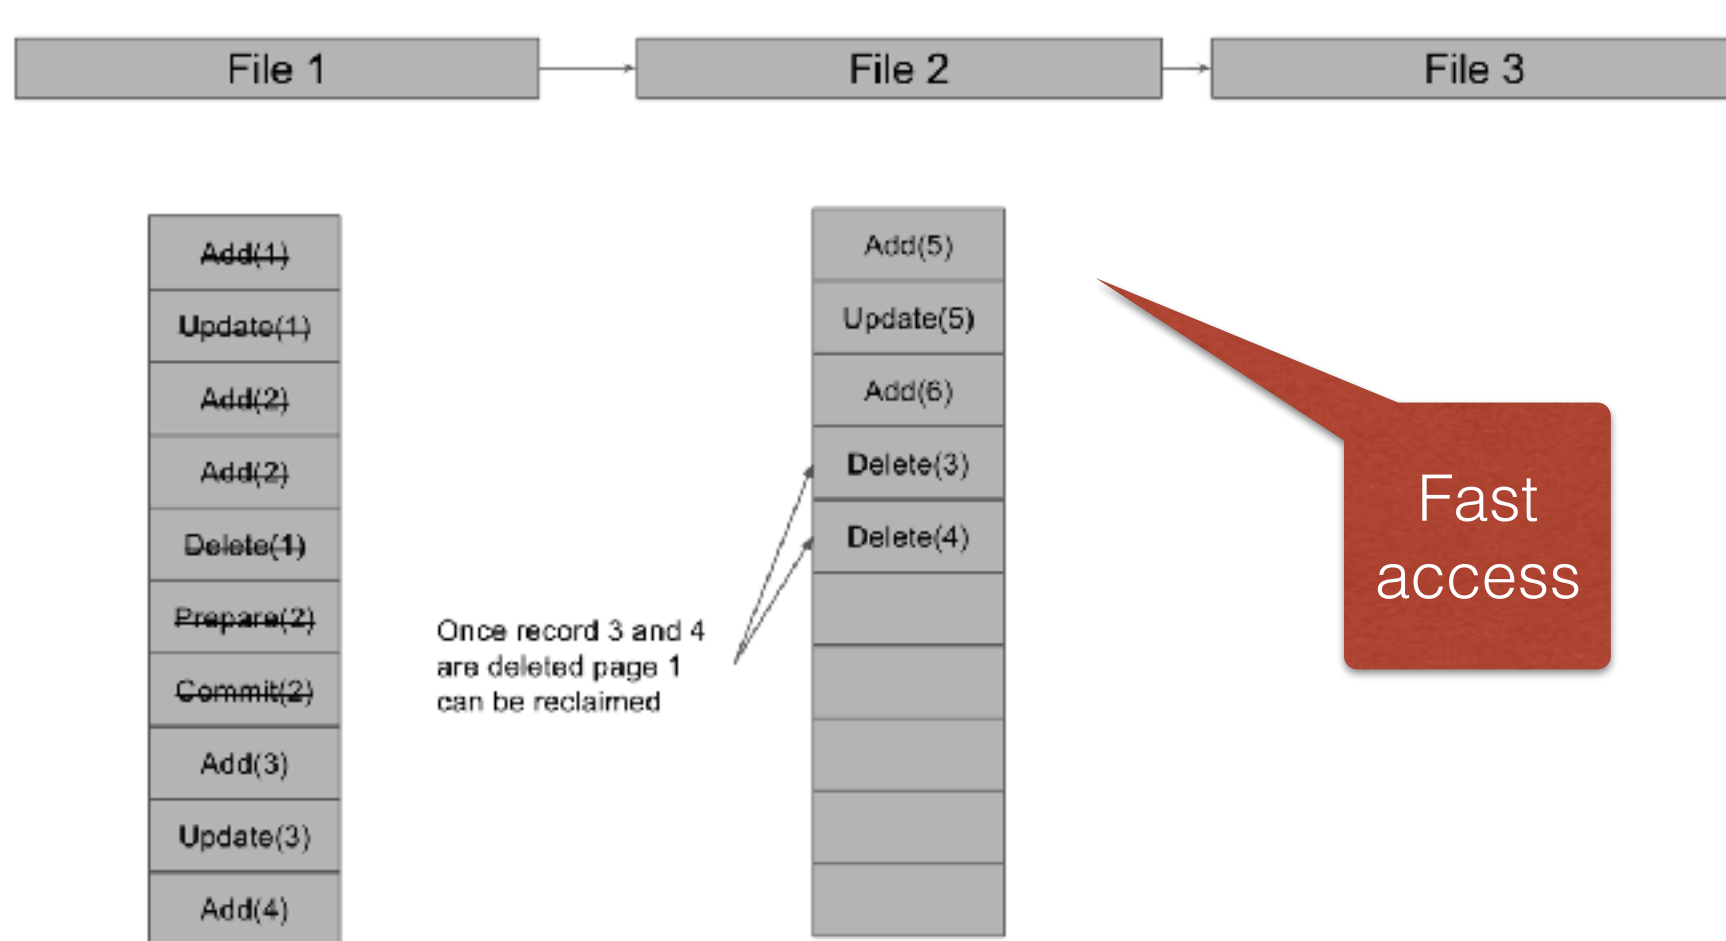 File 1
File 2
File 3
Add(1)
Update(1)
Add(2)
Add(2)
Delete(1)
Prepare(2)
Commit(2)
Add(3)
Update(3)
Add(4)
Once record 3 and 4
are deleted page 1
can be reclaimed
Add(5)
Update(5)
Add(6)
Delete(3)
Delete(4)
Fast
access